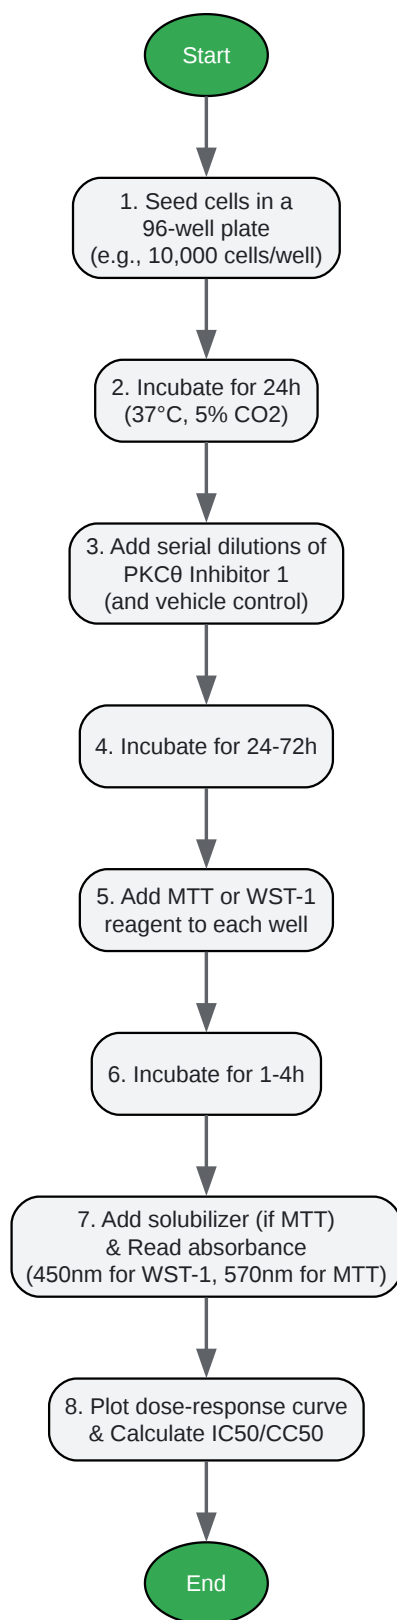 Start
1. Seed cells in a
96-well plate
(e.g., 10,000 cells/well)
2. Incubate for 24h
(37°C, 5% CO2)
3. Add serial dilutions of
PKCθ Inhibitor 1
(and vehicle control)
4. Incubate for 24-72h
5. Add MTT or WST-1
reagent to each well
6. Incubate for 1-4h
7. Add solubilizer (if MTT)
& Read absorbance
(450nm for WST-1, 570nm for MTT)
8. Plot dose-response curve
& Calculate IC50/CC50
End